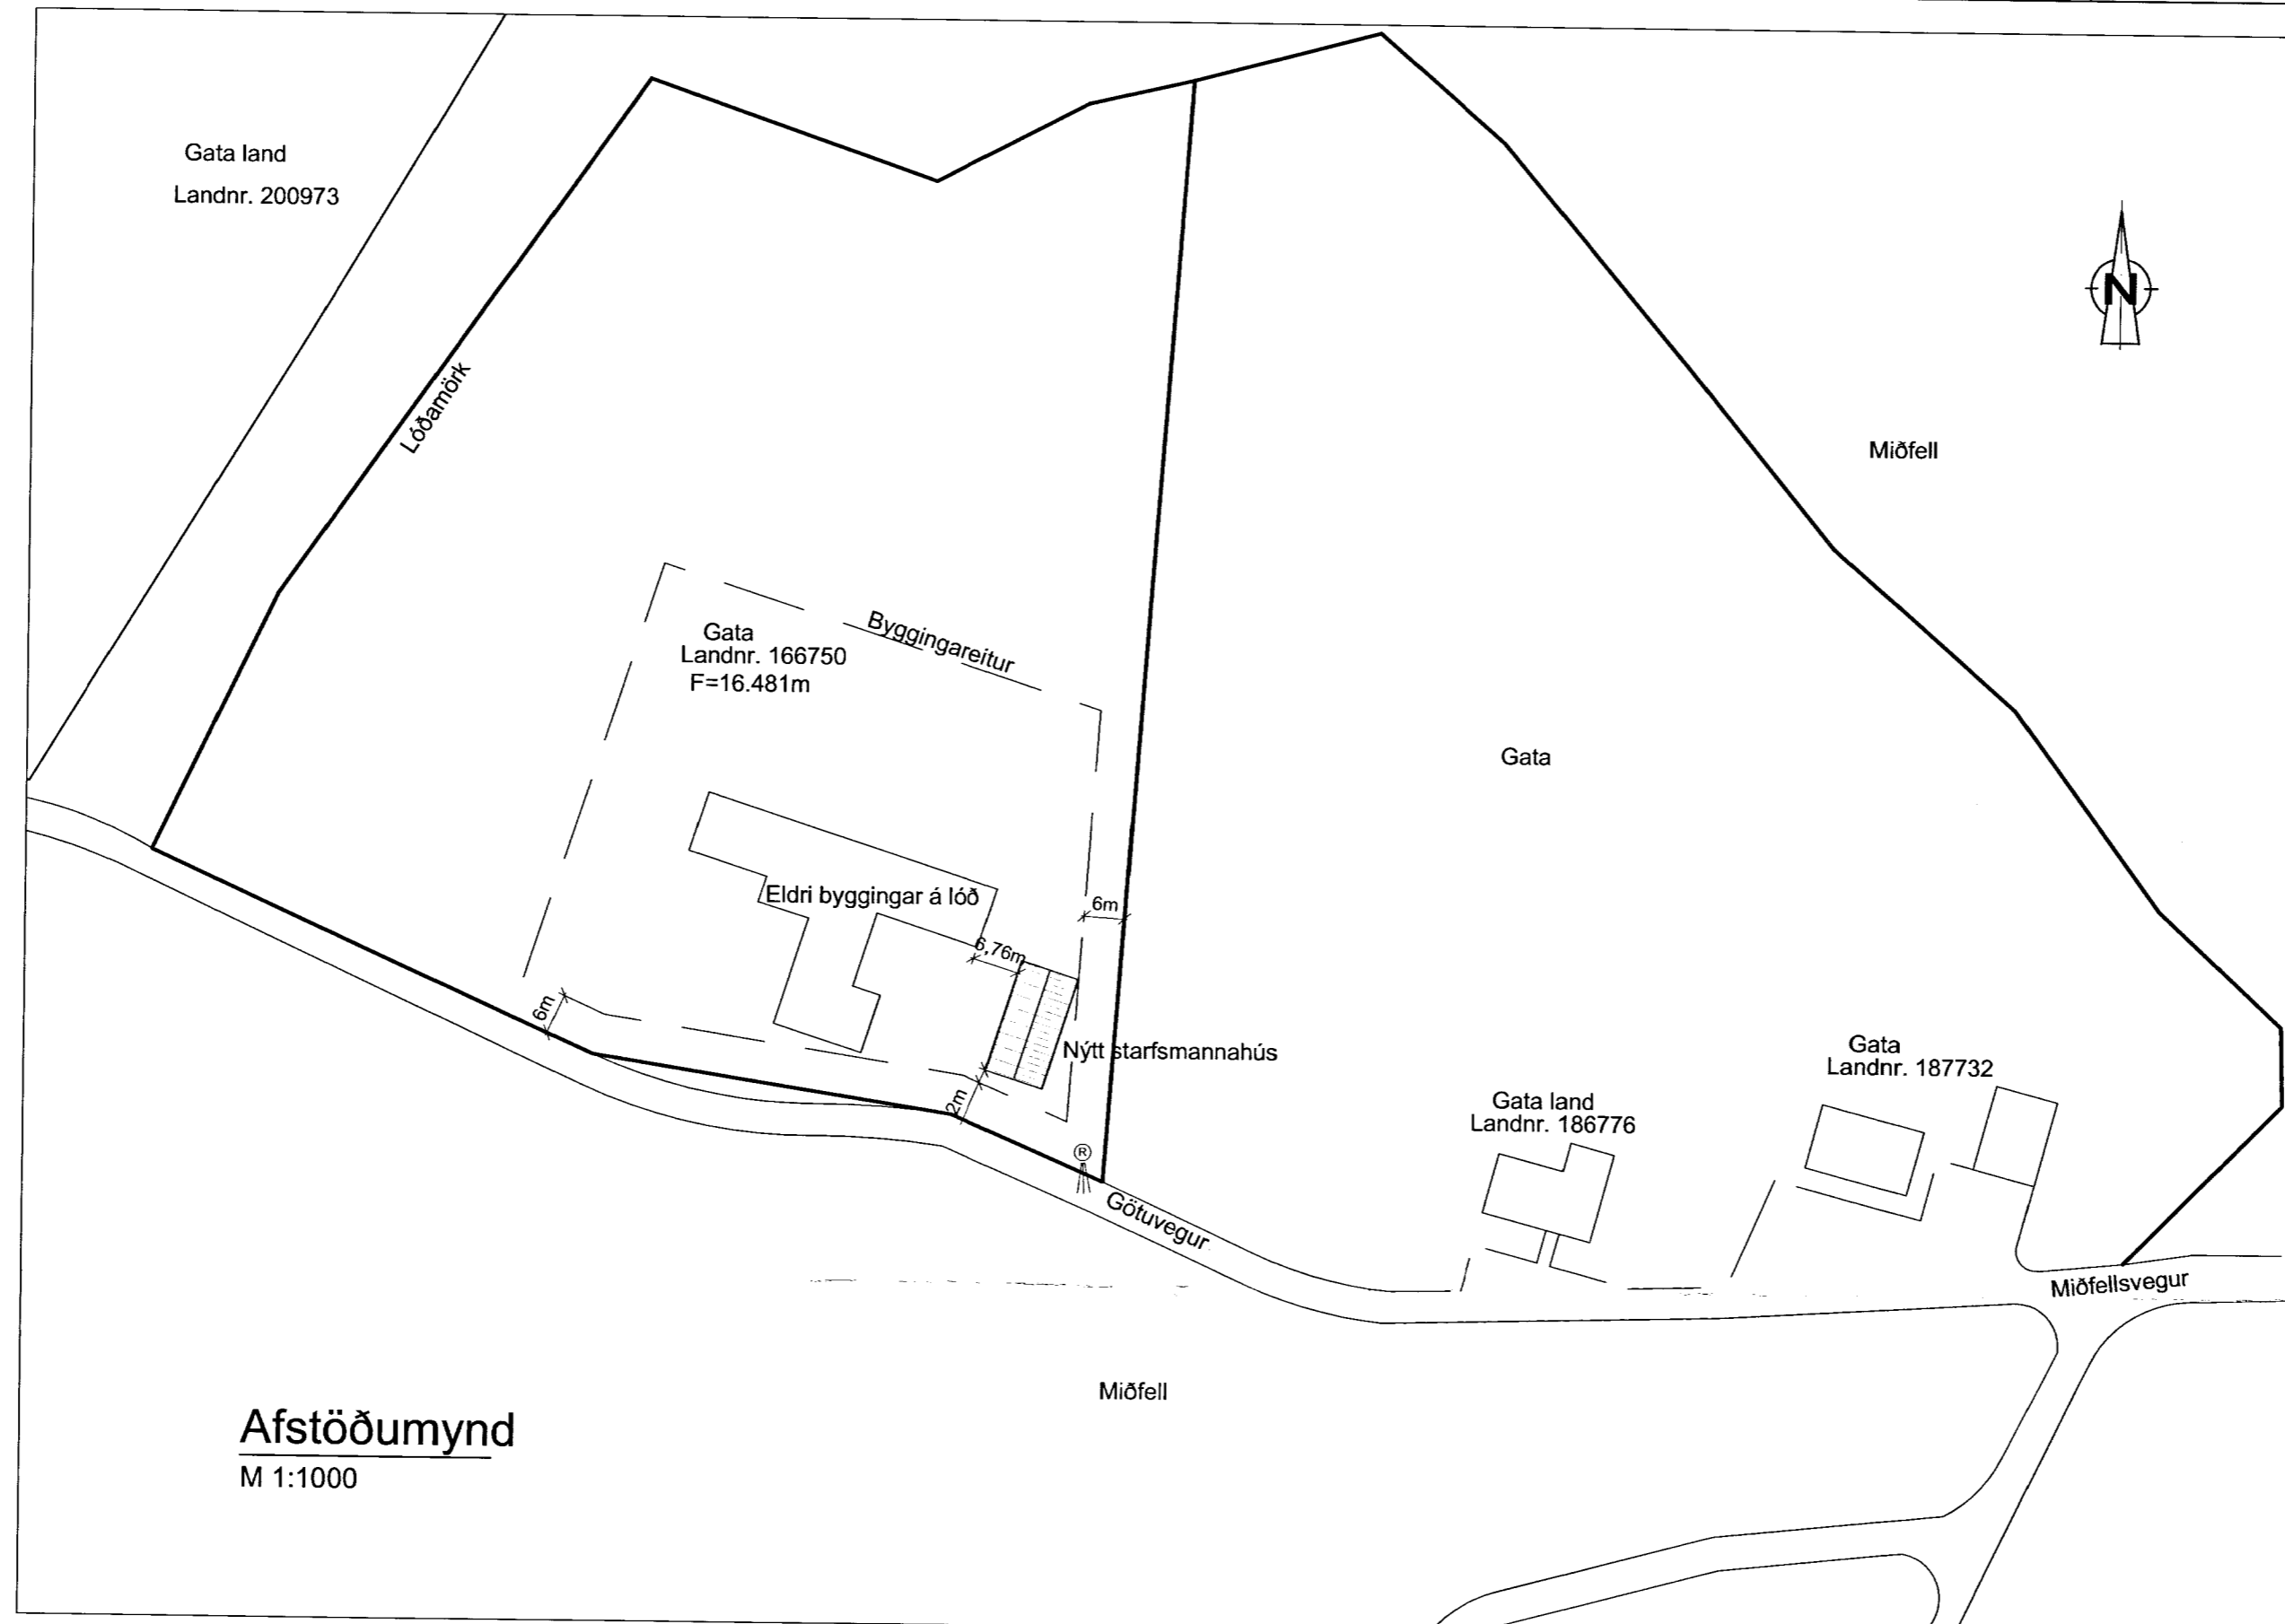 Gata land
Landnr. 200973
N
Lóðamörk
Miðfell
Byggingareitur
Gata
Landnr. 166750
F=16.481m
Gata
Eldri byggingar á lóð
6m
6,76m
6m
Nýtt starfsmannahús
2m
Gata
Landnr. 187732
Gata land
Landnr. 186776
R
Götuvegur
Miðfellsvegur
Miðfell
Afstöðumynd
M 1:1000